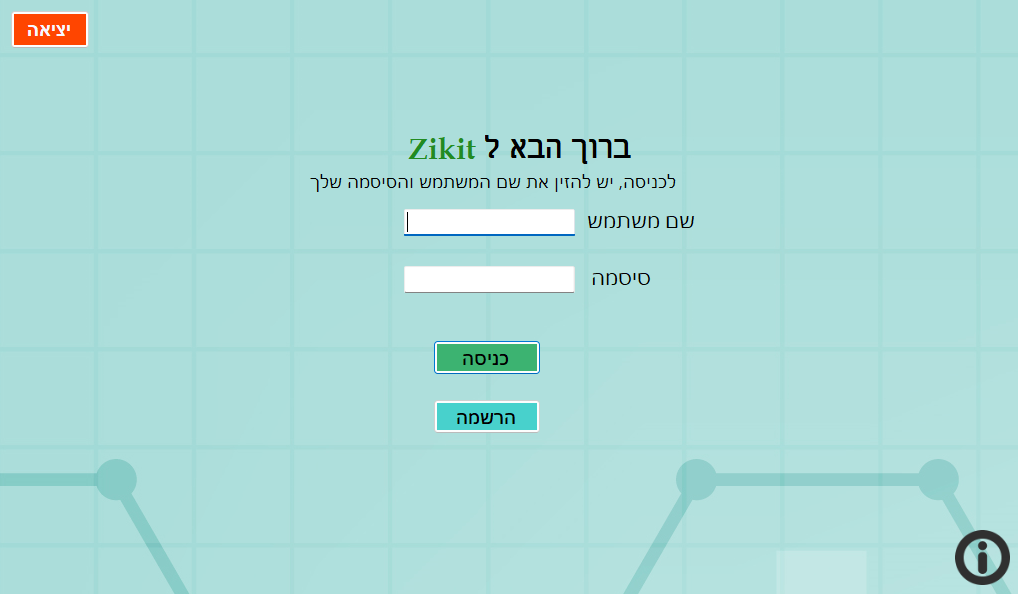 יציאה
ברוך הבא ל Zikit
לכניסה, יש להזין את שם המשתמש והסיסמה שלך
שם משתמש
סיסמה
כניסה
הרשמה